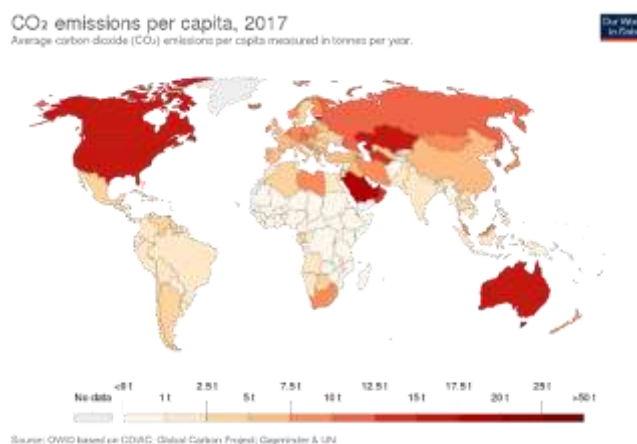 CO₂ emissions per capita, 2017
Average carbon dioxide (CO₂) emissions per capita measured in tonnes per year.
Our World
in Data
<0 t 2.5 t 7.5 t 12.5 t 17.5 t 25 t
No data 1 t 5 t 10 t 15 t 20 t >50 t
Source: OWID based on CDIAC; Global Carbon Project; Gapminder & UN